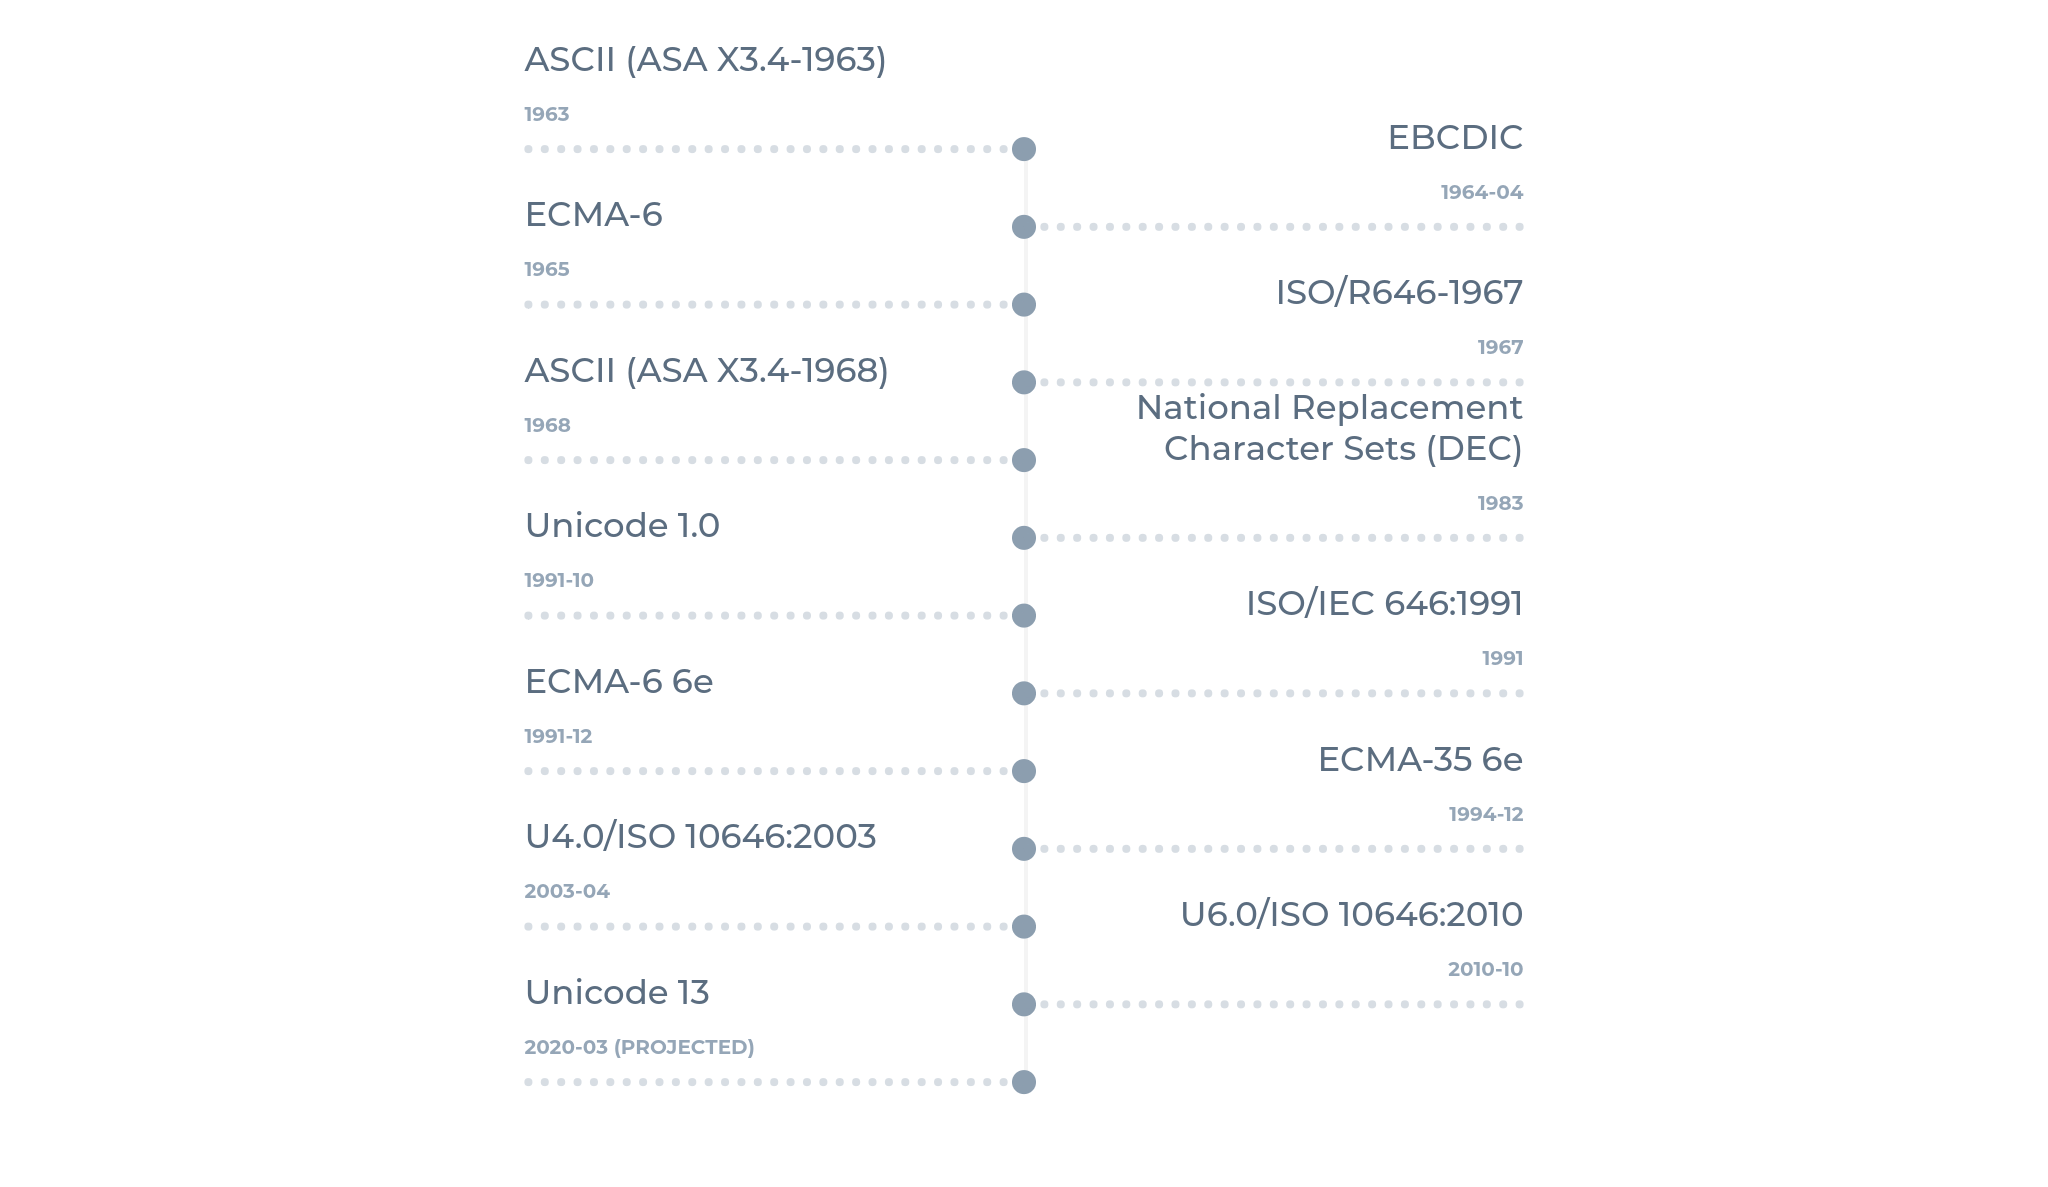 ASCII (ASA X3.4-1963)
1963
EBCDIC
1964-04
ECMA-6
1965
ISO/R646-1967
1967
ASCII (ASA X3.4-1968)
1968
National Replacement
Character Sets (DEC)
1983
Unicode 1.0
1991-10
ISO/IEC 646:1991
1991
ECMA-6 6e
1991-12
ECMA-35 6e
1994-12
U4.0/ISO 10646:2003
2003-04
U6.0/ISO 10646:2010
2010-10
Unicode 13
2020-03 (PROJECTED)